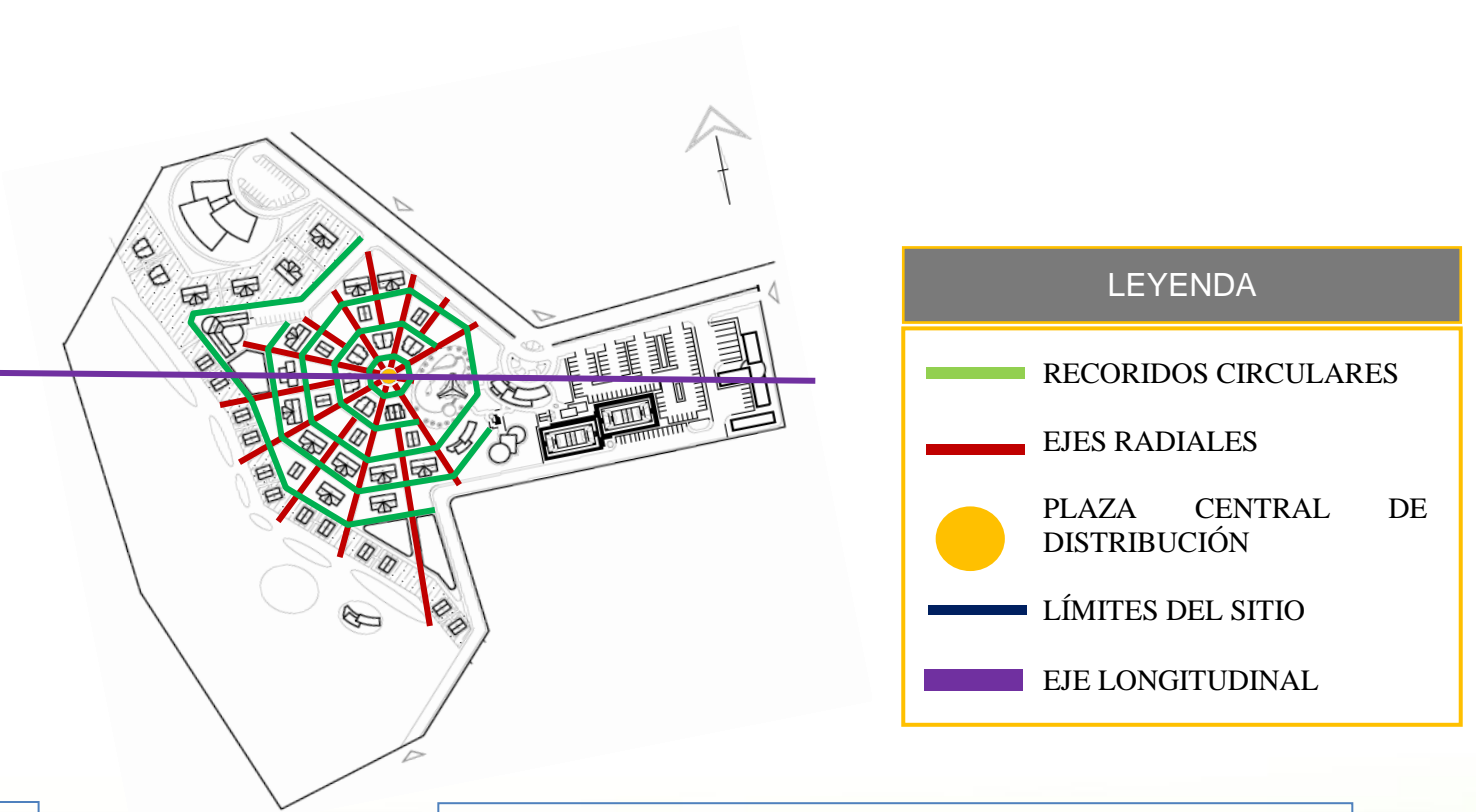 LEYENDA
RECORIDOS CIRCULARES
EJES RADIALES
PLAZA CENTRAL DE
DISTRIBUCIÓN
LÍMITES DEL SITIO
EJE LONGITUDINAL